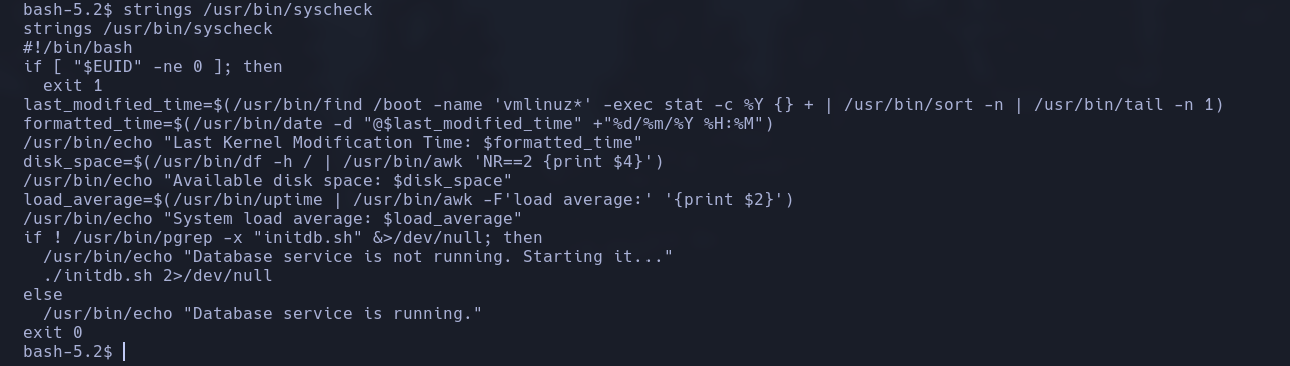 bash-5.2$ strings /usr/bin/syscheck
strings /usr/bin/syscheck
#!/bin/bash
if [ "$EUID" -ne 0 ]; then
  exit 1
last_modified_time=$(/usr/bin/find /boot -name 'vmlinuz*' -exec stat -c %Y {} + | /usr/bin/sort -n | /usr/bin/tail -n 1)
formatted_time=$(/usr/bin/date -d "@$last_modified_time" +"%d/%m/%Y %H:%M")
/usr/bin/echo "Last Kernel Modification Time: $formatted_time"
disk_space=$(/usr/bin/df -h / | /usr/bin/awk 'NR==2 {print $4}')
/usr/bin/echo "Available disk space: $disk_space"
load_average=$(/usr/bin/uptime | /usr/bin/awk -F'load average:' '{print $2}')
/usr/bin/echo "System load average: $load_average"
if ! /usr/bin/pgrep -x "initdb.sh" &>/dev/null; then
  /usr/bin/echo "Database service is not running. Starting it..."
  ./initdb.sh 2>/dev/null
else
  /usr/bin/echo "Database service is running."
exit 0
bash-5.2$